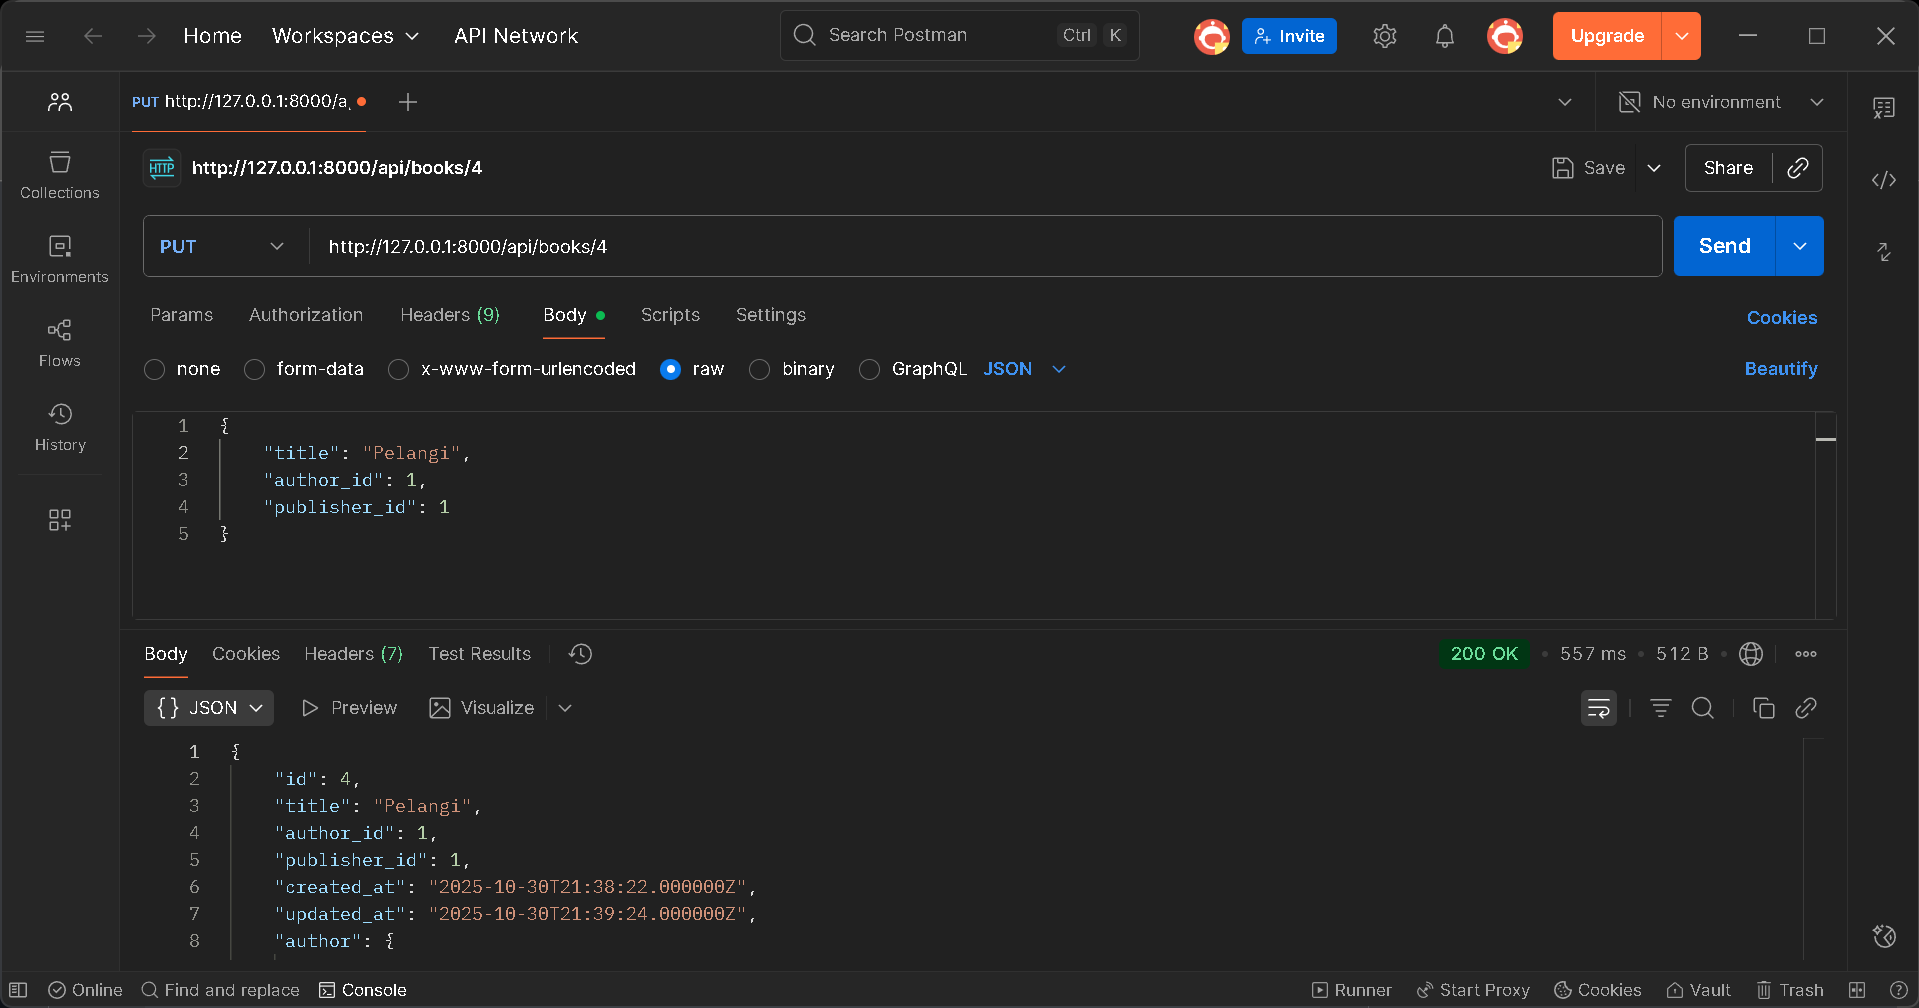 Home Workspaces API Network Search Postman Ctrl K Invite Upgrade
PUT http://127.0.0.1:8000/a No environment
HTTP http://127.0.0.1:8000/api/books/4 Save Share
Collections
PUT http://127.0.0.1:8000/api/books/4 Send
Environments
Params Authorization Headers (9) Body Scripts Settings Cookies
Flows
none form-data x-www-form-urlencoded raw binary GraphQL JSON Beautify
History
1 {
2 "title": "Pelangi",
3 "author_id": 1,
4 "publisher_id": 1
5 }
Body Cookies Headers (7) Test Results 200 OK • 557 ms • 512 B •
{} JSON Preview Visualize
1 {
2 "id": 4,
3 "title": "Pelangi",
4 "author_id": 1,
5 "publisher_id": 1,
6 "created_at": "2025-10-30T21:38:22.000000Z",
7 "updated_at": "2025-10-30T21:39:24.000000Z",
8 "author": {
Online Find and replace Console Runner Start Proxy Cookies Vault Trash